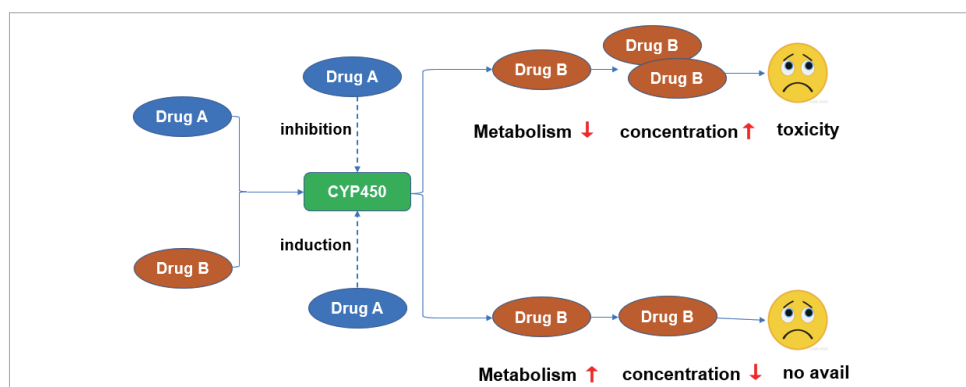 Drug A
Drug B
Drug A
inhibition
CYP450
induction
Drug A
Drug B
Drug B
Drug B
Metabolism ↓ concentration ↑ toxicity
Drug B
Drug B
Metabolism ↑ concentration ↓ no avail